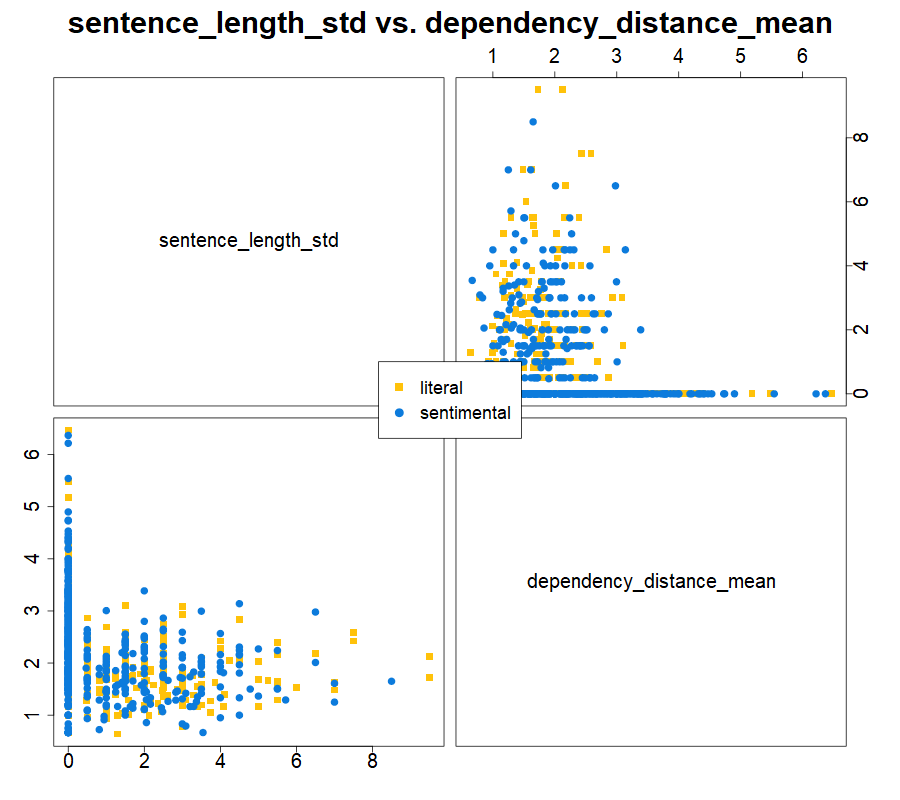 sentence_length_std vs. dependency_distance_mean
1 2 3 4 5 6
sentence_length_std
8
6
4
2
0
literal
sentimental
6
5
4
3
2
1
dependency_distance_mean
0 2 4 6 8